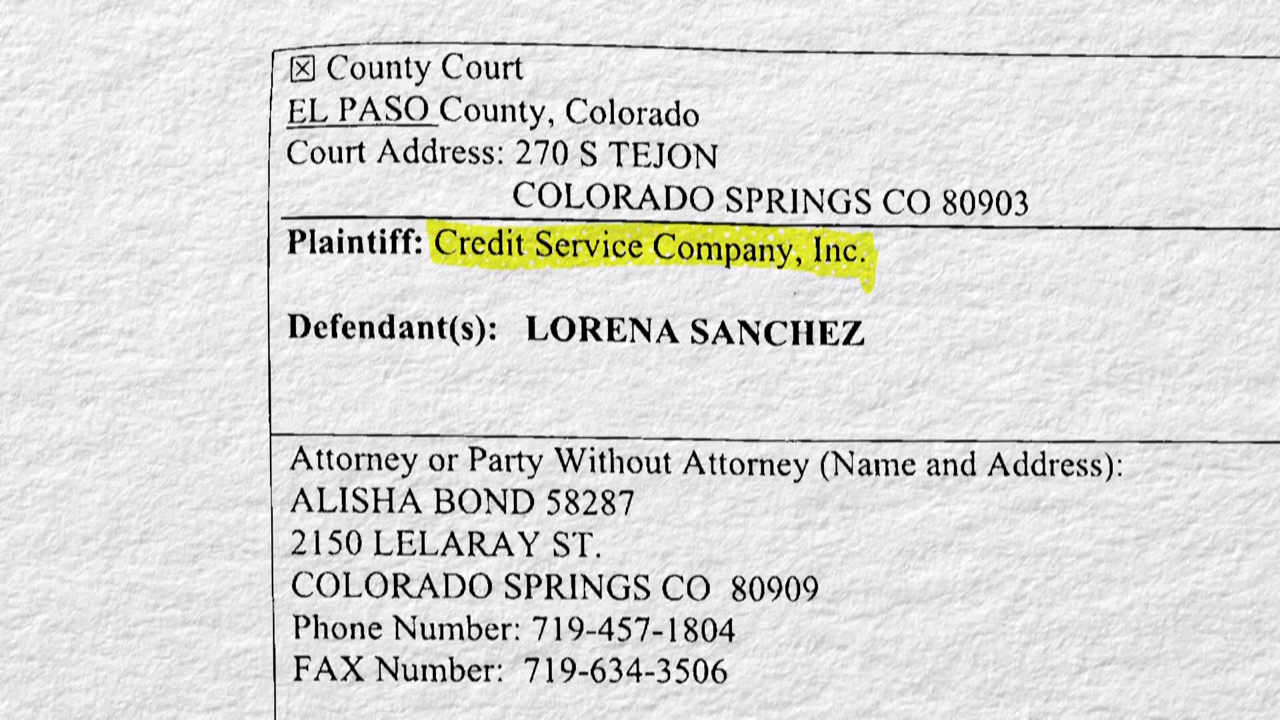 ☒ County Court
EL PASO County, Colorado
Court Address: 270 S TEJON
COLORADO SPRINGS CO 80903
Plaintiff: Credit Service Company, Inc.
Defendant(s): LORENA SANCHEZ
Attorney or Party Without Attorney (Name and Address):
ALISHA BOND 58287
2150 LELARAY ST.
COLORADO SPRINGS CO 80909
Phone Number: 719-457-1804
FAX Number: 719-634-3506